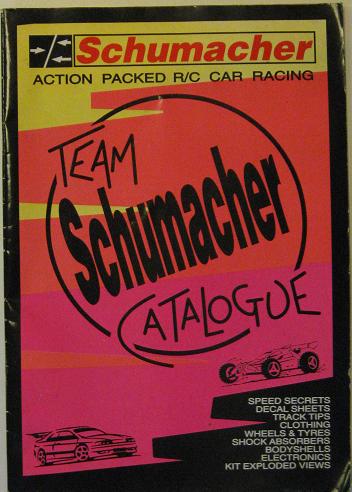 Schumacher
ACTION PACKED R/C CAR RACING
TEAM
Schumacher
CATALOGUE
SPEED SECRETS
DECAL SHEETS
TRACK TIPS
CLOTHING
WHEELS & TYRES
SHOCK ABSORBERS
BODYSHELLS
ELECTRONICS
KIT EXPLODED VIEWS